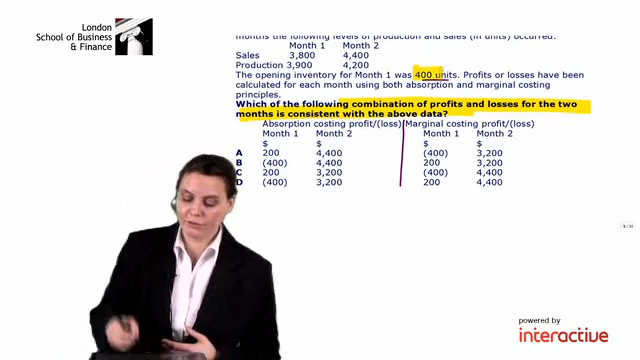 London
School of Business
& Finance
months the following levels of production and sales (in units) occurred:
Month 1 Month 2
Sales 3,800 4,400
Production 3,900 4,200
The opening inventory for Month 1 was 400 units. Profits or losses have been
calculated for each month using both absorption and marginal costing
principles.
Which of the following combination of profits and losses for the two
months is consistent with the above data?
Absorption costing profit/(loss) Marginal costing profit/(loss)
Month 1 Month 2 Month 1 Month 2
$ $ $ $
A 200 4,400 (400) 3,200
B (400) 4,400 200 3,200
C 200 3,200 (400) 4,400
D (400) 3,200 200 4,400
powered by
interactive